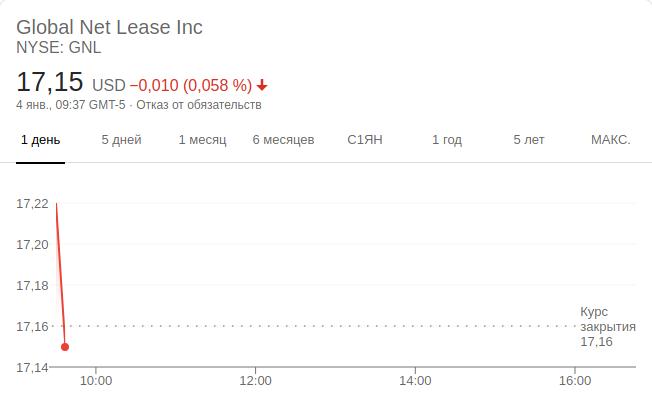 Global Net Lease Inc
NYSE: GNL
17,15 USD −0,010 (0,058 %)
4 янв., 09:37 GMT-5 · Отказ от обязательств
1 день 5 дней 1 месяц 6 месяцев С1ЯН 1 год 5 лет МАКС.
17,22
17,20
17,18
17,16
17,14
Курс
закрытия
17,16
10:00 12:00 14:00 16:00